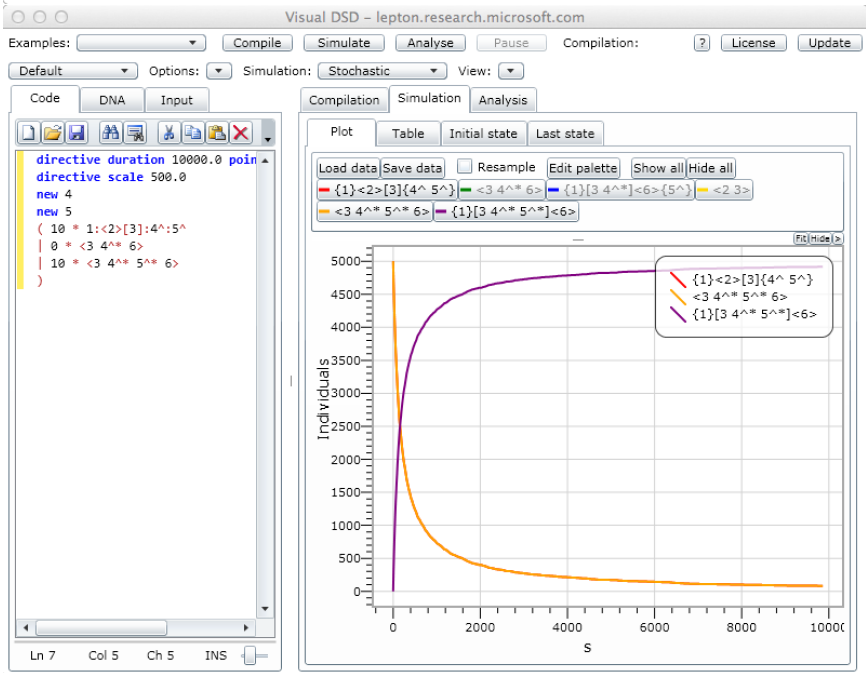 Visual DSD – lepton.research.microsoft.com
Examples: Compile Simulate Analyse Pause Compilation: ? License Update
Default Options: Simulation: Stochastic View:
Code DNA Input
Compilation Simulation Analysis
Plot Table Initial state Last state
Load data Save data Resample Edit palette Show all Hide all
{1}<2>[3]{4^ 5^} <3 4^* 6> {1}[3 4^*]<6>{5^} <2 3>
<3 4^* 5^* 6> {1}[3 4^* 5^*]<6>
directive duration 10000.0 poin
directive scale 500.0
new 4
new 5
( 10 * 1:<2>[3]:4^:5^
| 0 * <3 4^* 6>
| 10 * <3 4^* 5^* 6>
)
Fit Hide >
{1}<2>[3]{4^ 5^}
<3 4^* 5^* 6>
{1}[3 4^* 5^*]<6>
5000
4500
4000
3500
3000
2500
2000
1500
1000
500
0
Individuals
0 2000 4000 6000 8000 10000
S
Ln 7 Col 5 Ch 5 INS